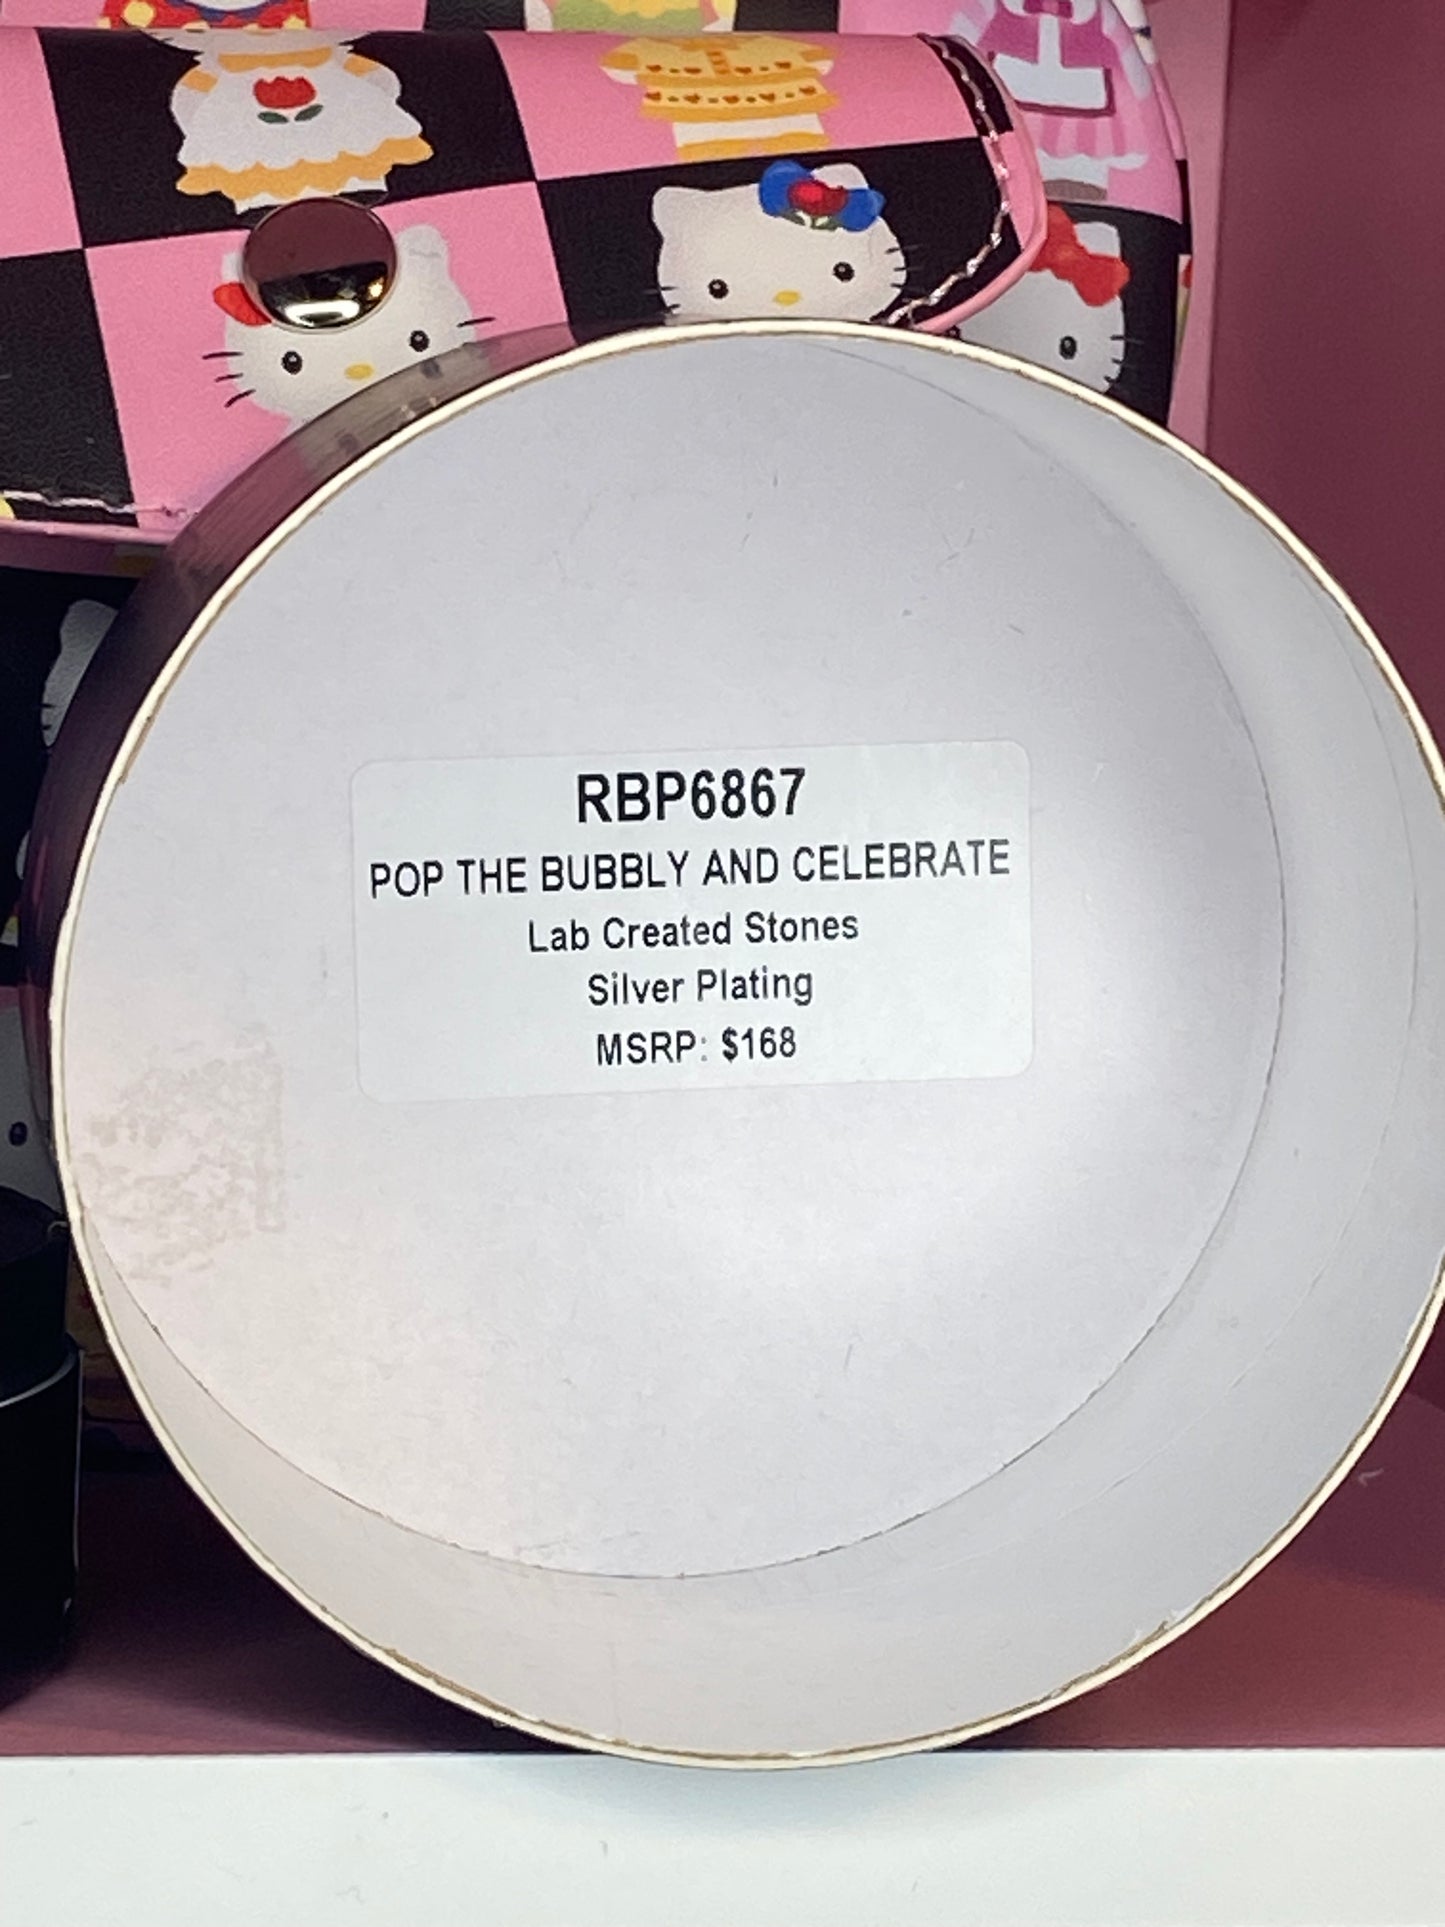 RBP6867
POP THE BUBBLY AND CELEBRATE
Lab Created Stones
Silver Plating
MSRP: $168